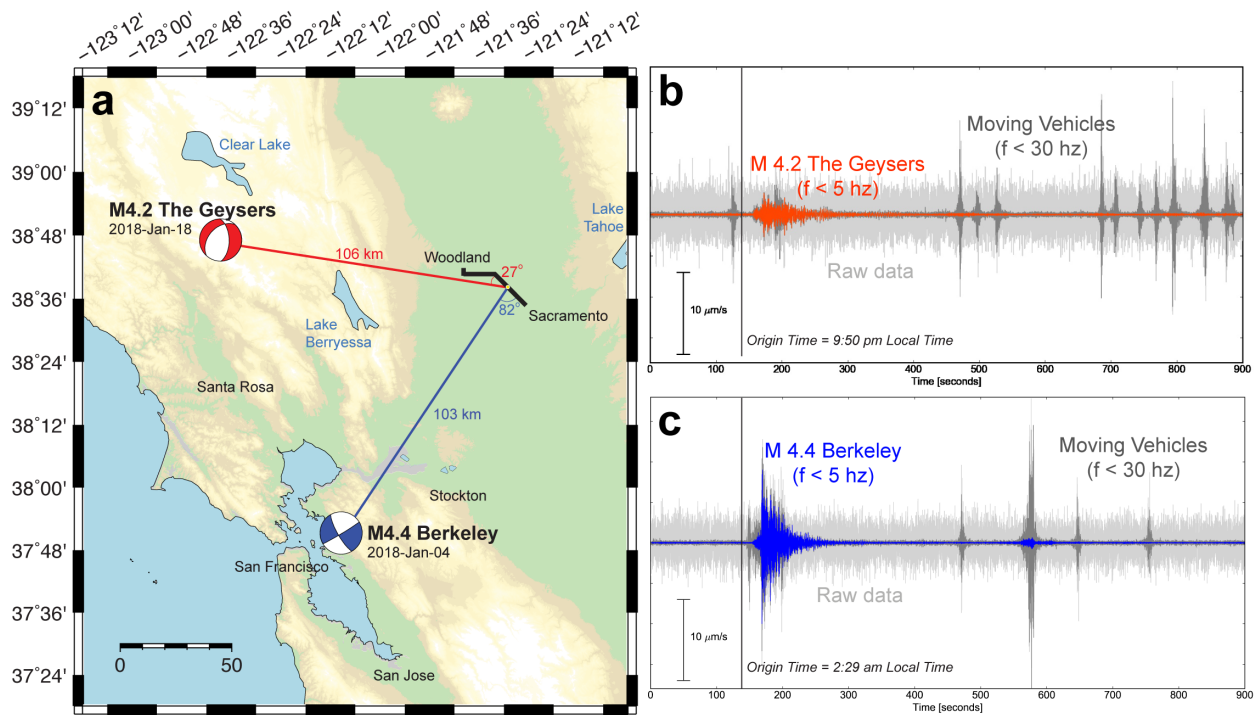 −123°12' −123°00' −122°48' −122°36' −122°24' −122°12' −122°00' −121°48' −121°36' −121°24' −121°12'
a
39°12'
39°00'
38°48'
38°36'
38°24'
38°12'
38°00'
37°48'
37°36'
37°24'
Clear Lake
M4.2 The Geysers
2018-Jan-18
106 km
Woodland
27°
82°
Lake
Tahoe
Lake
Berryessa
Sacramento
Santa Rosa
103 km
Stockton
M4.4 Berkeley
2018-Jan-04
San Francisco
San Jose
0 50
b
M 4.2 The Geysers
(f < 5 hz)
Moving Vehicles
(f < 30 hz)
Raw data
10 μm/s
Origin Time = 9:50 pm Local Time
0 100 200 300 400 500 600 700 800 900
Time [seconds]
c
M 4.4 Berkeley
(f < 5 hz)
Moving Vehicles
(f < 30 hz)
Raw data
10 μm/s
Origin Time = 2:29 am Local Time
0 100 200 300 400 500 600 700 800 900
Time [seconds]